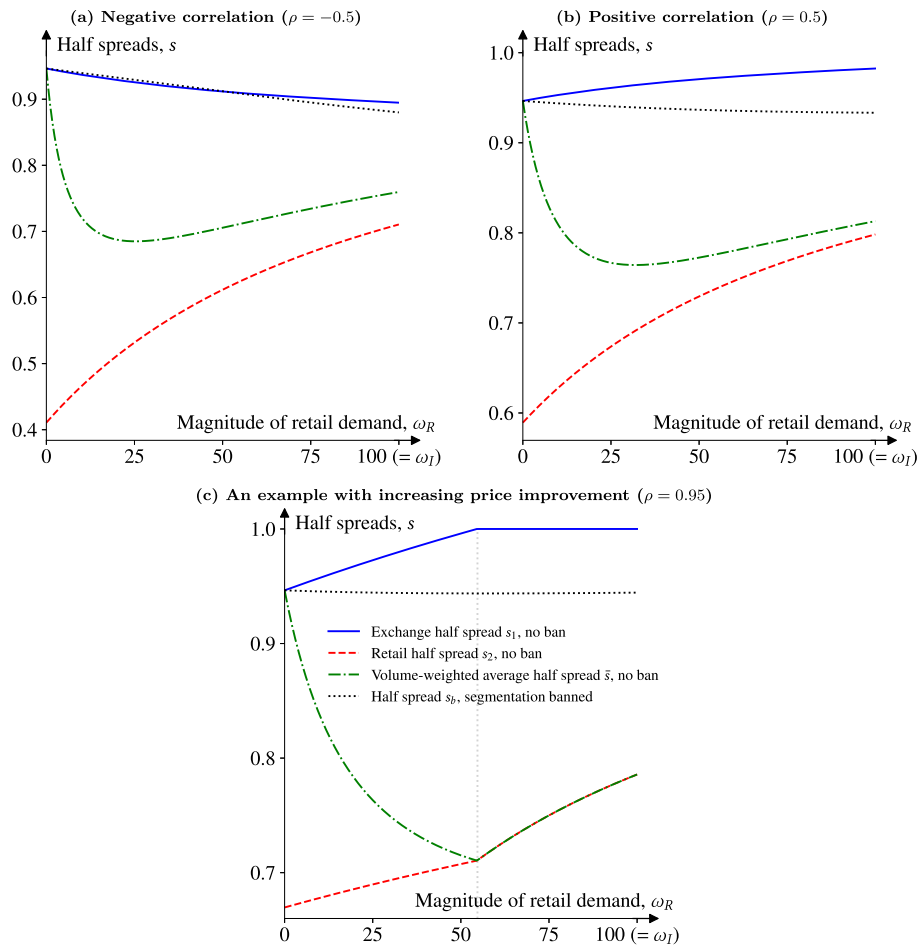 (a) Negative correlation (ρ = −0.5)
Half spreads, s
0.9
0.8
0.7
0.6
0.5
0.4
Magnitude of retail demand, ω_R
0 25 50 75 100 (= ω_I)
(b) Positive correlation (ρ = 0.5)
Half spreads, s
1.0
0.9
0.8
0.7
0.6
Magnitude of retail demand, ω_R
0 25 50 75 100 (= ω_I)
(c) An example with increasing price improvement (ρ = 0.95)
Half spreads, s
1.0
0.9
0.8
0.7
Exchange half spread s₁, no ban
Retail half spread s₂, no ban
Volume-weighted average half spread s̄, no ban
Half spread s_b, segmentation banned
Magnitude of retail demand, ω_R
0 25 50 75 100 (= ω_I)